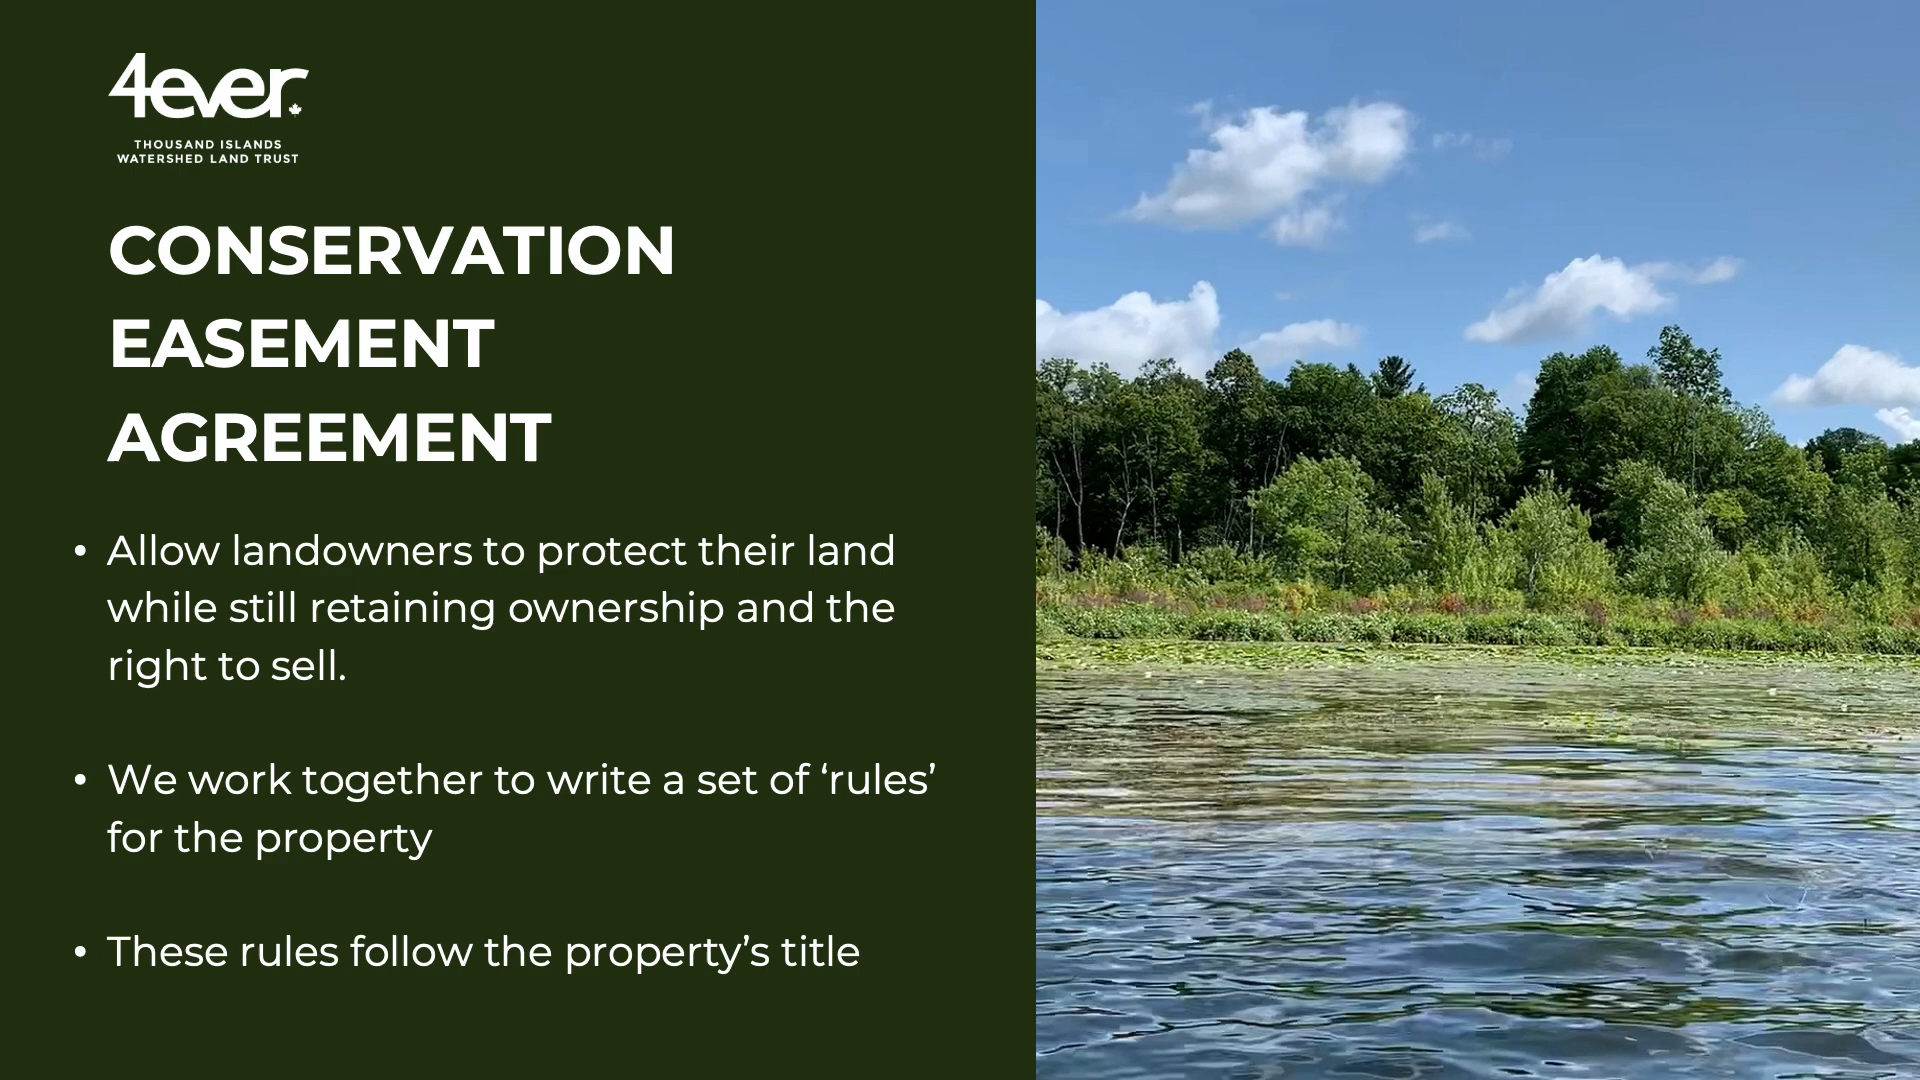 4ever
THOUSAND ISLANDS
WATERSHED LAND TRUST
CONSERVATION
EASEMENT
AGREEMENT
• Allow landowners to protect their land
while still retaining ownership and the
right to sell.
• We work together to write a set of ‘rules’
for the property
• These rules follow the property’s title